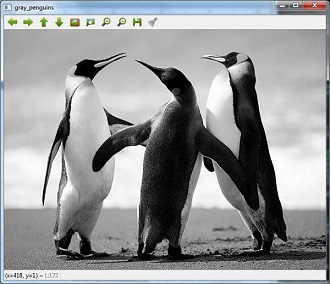 gray_penguins
(x=418, y=1) ~ L:172